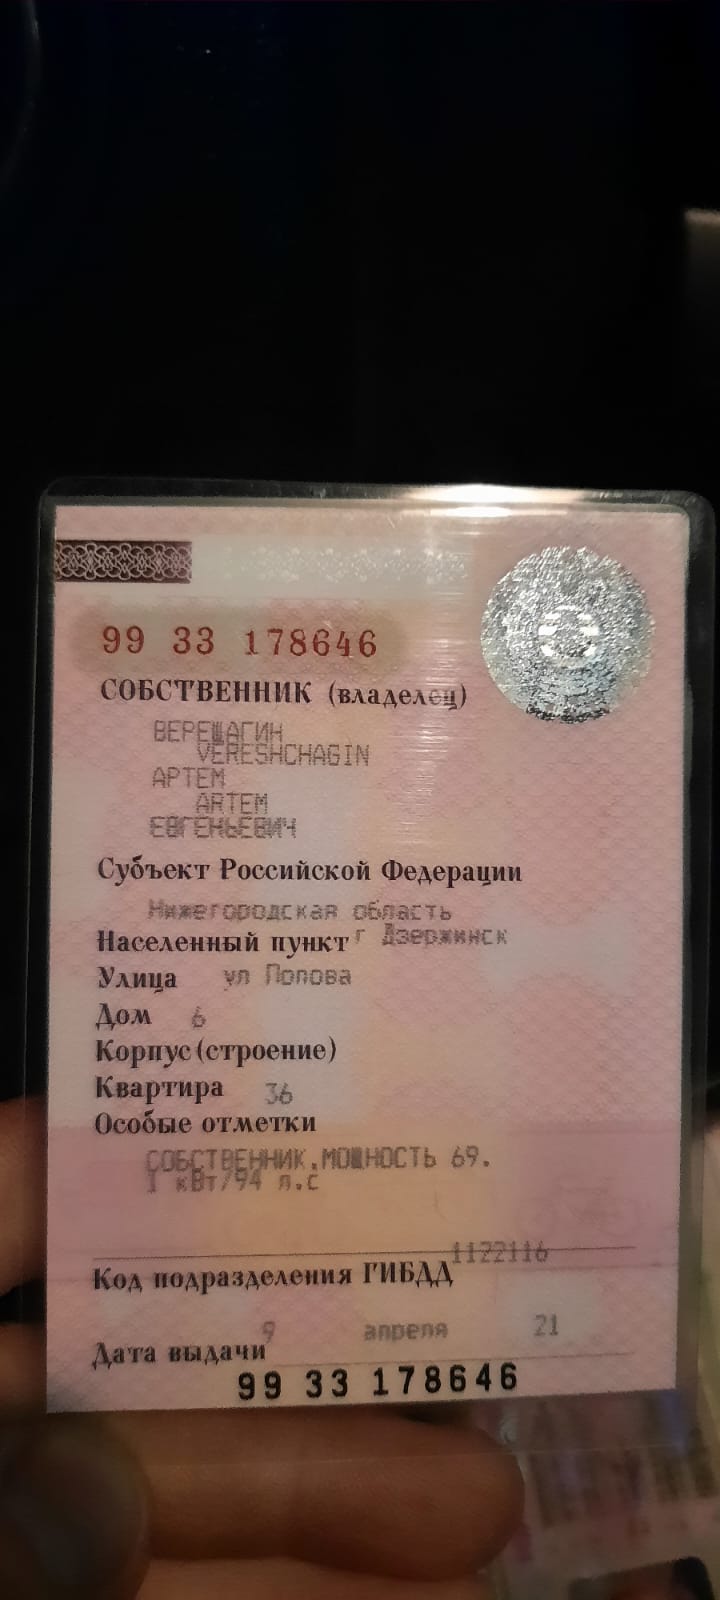 99 33 178646
СОБСТВЕННИК (владелец)
ВЕРЕЩАГИН
VERESHCHAGIN
АРТЕМ
ARTEM
ЕВГЕНЬЕВИЧ
Субъект Российской Федерации
Нижегородская область
Населенный пункт г Дзержинск
Улица ул Попова
Дом 6
Корпус (строение)
Квартира 36
Особые отметки
СОБСТВЕННИК.МОЩНОСТЬ 69.
1 кВт/94 л.с
1122116
Код подразделения ГИБДД
9 апреля 21
Дата выдачи
99 33 178646